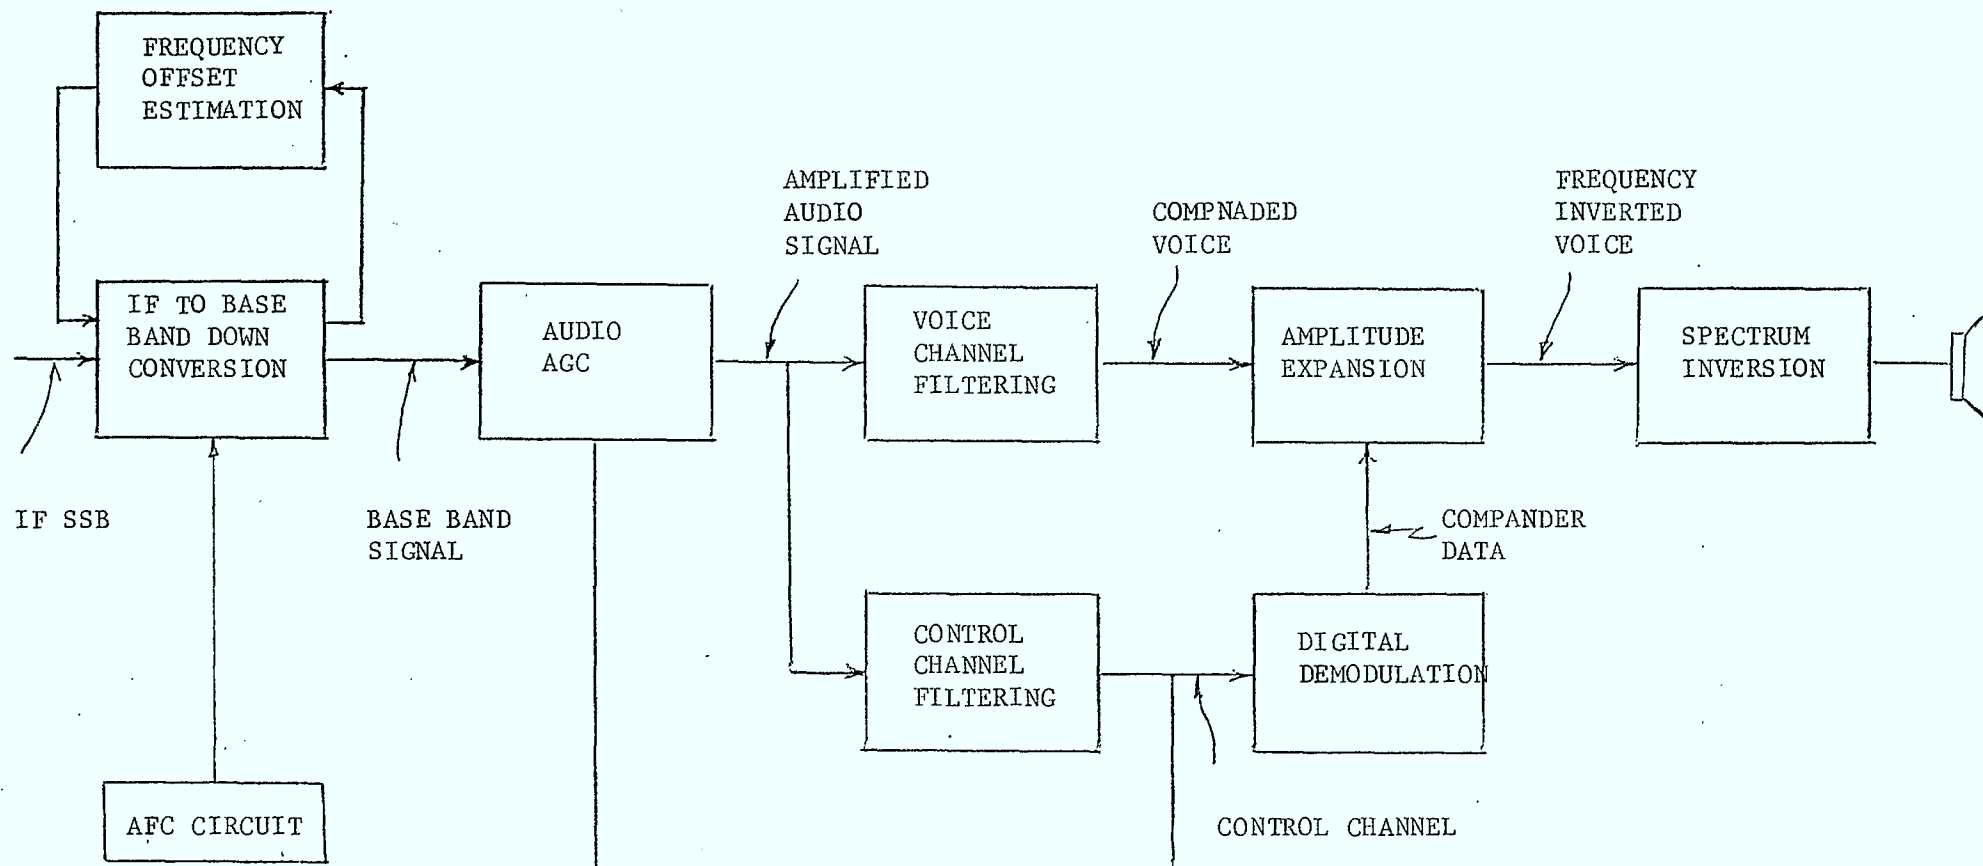 FREQUENCY
OFFSET
ESTIMATION
AMPLIFIED
AUDIO
SIGNAL
COMPNADED
VOICE
FREQUENCY
INVERTED
VOICE
IF TO BASE
BAND DOWN
CONVERSION
AUDIO
AGC
VOICE
CHANNEL
FILTERING
AMPLITUDE
EXPANSION
SPECTRUM
INVERSION
IF SSB
BASE BAND
SIGNAL
COMPANDER
DATA
CONTROL
CHANNEL
FILTERING
DIGITAL
DEMODULATION
AFC CIRCUIT
CONTROL CHANNEL